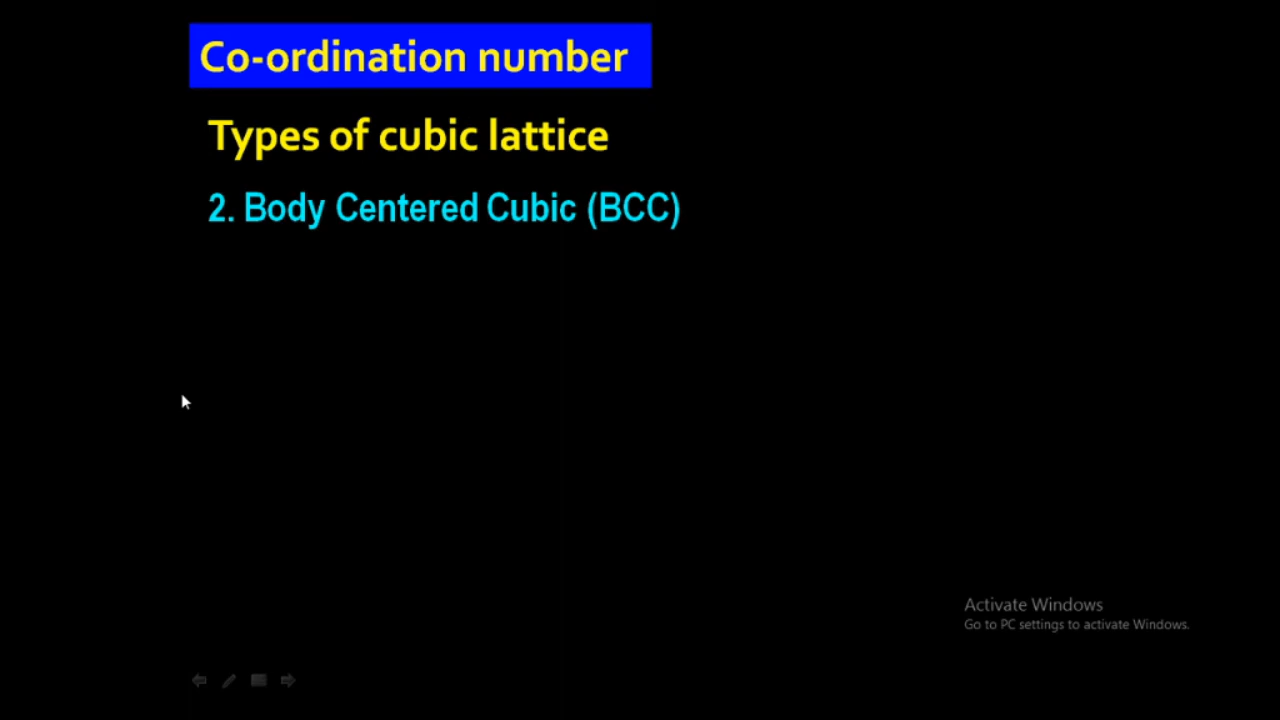 Co-ordination number
Types of cubic lattice
2. Body Centered Cubic (BCC)
Activate Windows
Go to PC settings to activate Windows.